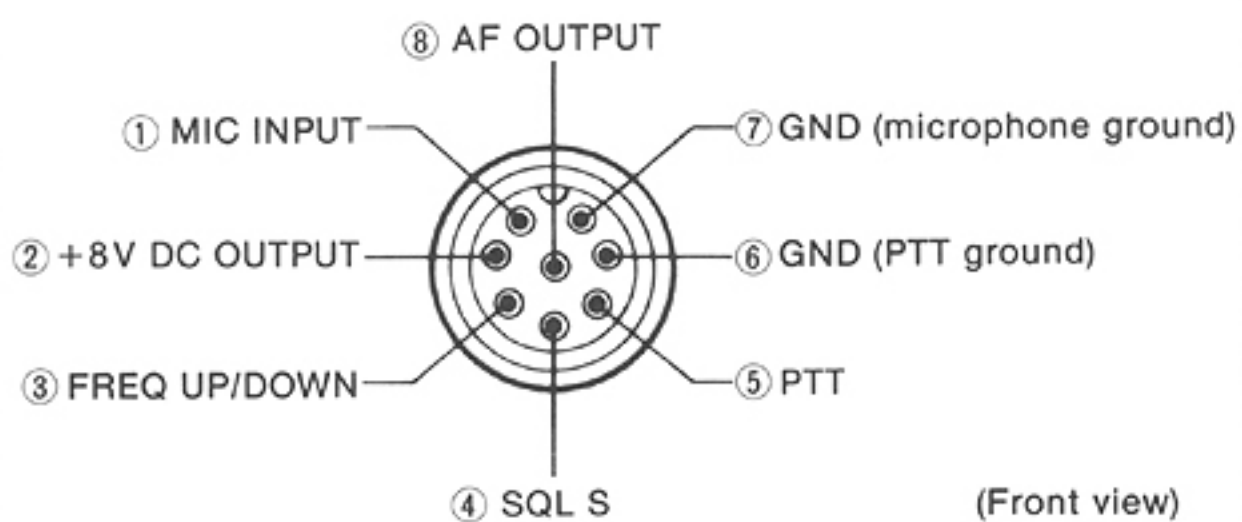 ⑧ AF OUTPUT
① MIC INPUT
⑦ GND (microphone ground)
② +8V DC OUTPUT
⑥ GND (PTT ground)
③ FREQ UP/DOWN
⑤ PTT
④ SQL S
(Front view)